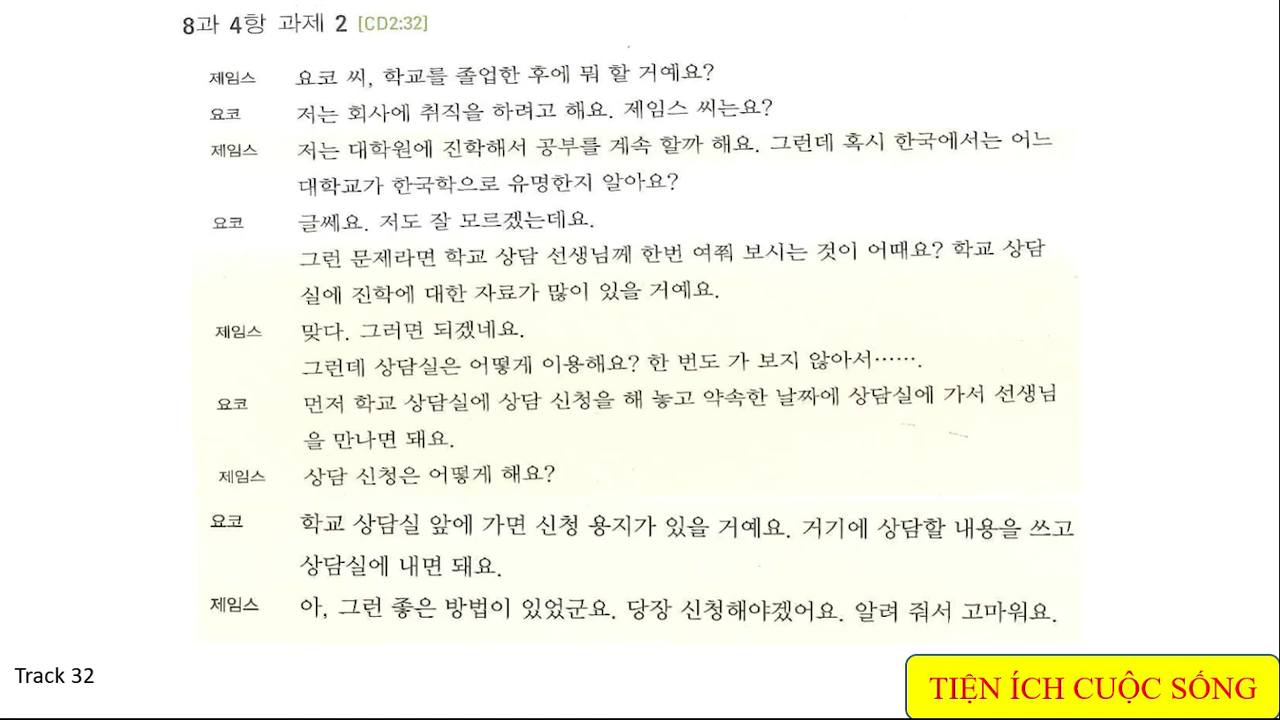 8과 4항 과제 2 [CD2:32]
제임스 요코 씨, 학교를 졸업한 후에 뭐 할 거예요?
요코 저는 회사에 취직을 하려고 해요. 제임스 씨는요?
제임스 저는 대학원에 진학해서 공부를 계속 할까 해요. 그런데 혹시 한국에서는 어느
대학교가 한국학으로 유명한지 알아요?
요코 글쎄요. 저도 잘 모르겠는데요.
그런 문제라면 학교 상담 선생님께 한번 여쭤 보시는 것이 어때요? 학교 상담
실에 진학에 대한 자료가 많이 있을 거예요.
제임스 맞다. 그러면 되겠네요.
그런데 상담실은 어떻게 이용해요? 한 번도 가 보지 않아서…….
요코 먼저 학교 상담실에 상담 신청을 해 놓고 약속한 날짜에 상담실에 가서 선생님
을 만나면 돼요.
제임스 상담 신청은 어떻게 해요?
요코 학교 상담실 앞에 가면 신청 용지가 있을 거예요. 거기에 상담할 내용을 쓰고
상담실에 내면 돼요.
제임스 아, 그런 좋은 방법이 있었군요. 당장 신청해야겠어요. 알려 줘서 고마워요.
Track 32
TIỆN ÍCH CUỘC SỐNG